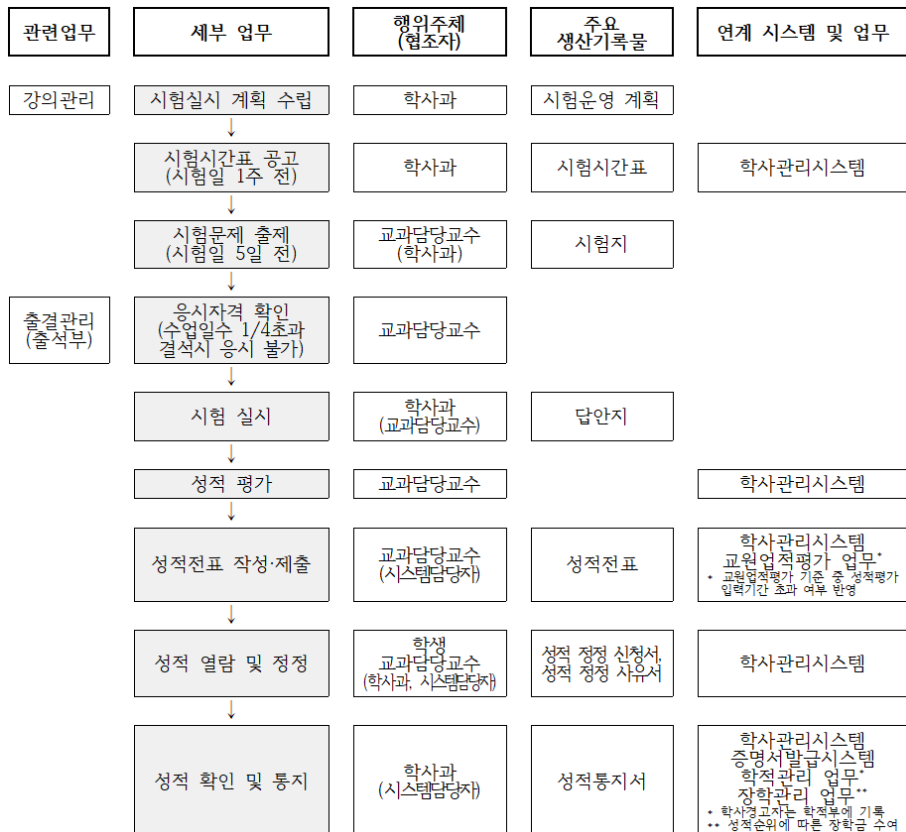 관련업무
세부 업무
행위주체
(협조자)
주요
생산기록물
연계 시스템 및 업무
강의관리
시험실시 계획 수립
학사과
시험운영 계획
↓
시험시간표 공고
(시험일 1주 전)
학사과
시험시간표
학사관리시스템
↓
시험문제 출제
(시험일 5일 전)
교과담당교수
(학사과)
시험지
↓
출결관리
(출석부)
응시자격 확인
(수업일수 1/4초과
결석시 응시 불가)
교과담당교수
↓
시험 실시
학사과
(교과담당교수)
답안지
↓
성적 평가
교과담당교수
학사관리시스템
↓
성적전표 작성·제출
교과담당교수
(시스템담당자)
성적전표
학사관리시스템
교원업적평가 업무*
* 교원업적평가 기준 중 성적평가
입력기간 초과 여부 반영
↓
성적 열람 및 정정
학생
교과담당교수
(학사과, 시스템담당자)
성적 정정 신청서,
성적 정정 사유서
학사관리시스템
↓
성적 확인 및 통지
학사과
(시스템담당자)
성적통지서
학사관리시스템
증명서발급시스템
학적관리 업무*
장학관리 업무**
* 학사경고자는 학적부에 기록
** 성적순위에 따른 장학금 수여